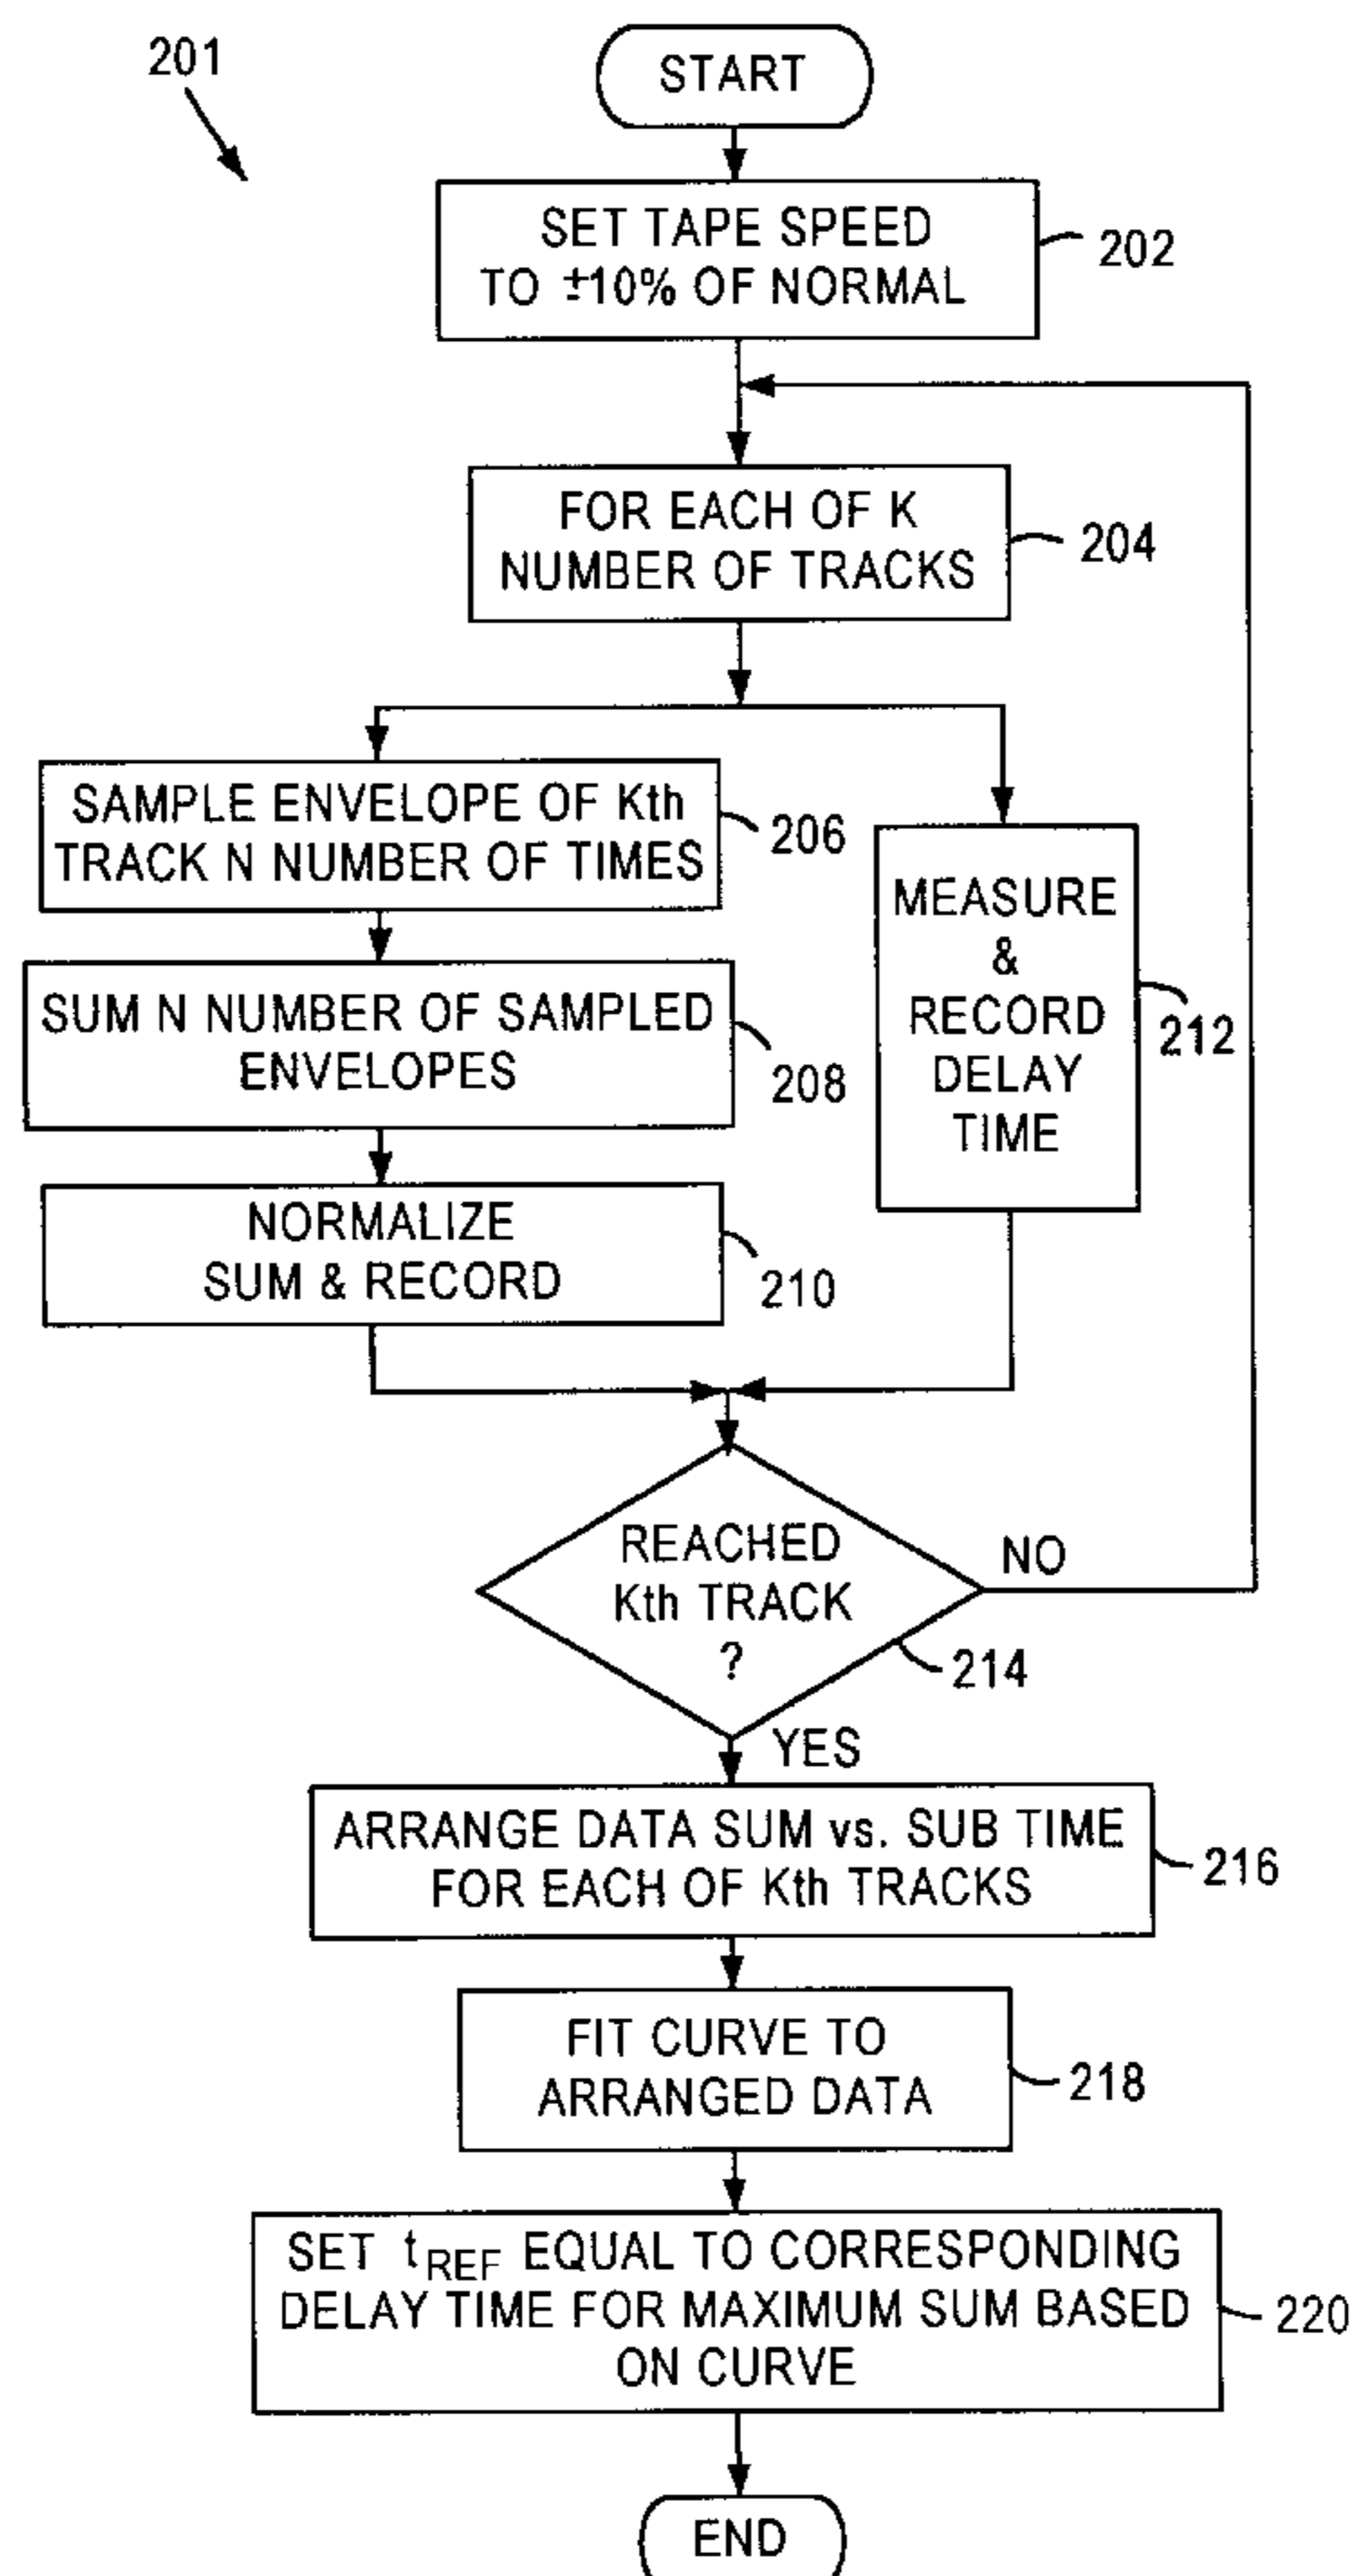 201
START
SET TAPE SPEED
TO ±10% OF NORMAL
202
FOR EACH OF K
NUMBER OF TRACKS
204
SAMPLE ENVELOPE OF Kth
TRACK N NUMBER OF TIMES
206
SUM N NUMBER OF SAMPLED
ENVELOPES
208
NORMALIZE
SUM & RECORD
210
MEASURE
&
RECORD
DELAY
TIME
212
REACHED
Kth TRACK
?
NO
214
YES
ARRANGE DATA SUM vs. SUB TIME
FOR EACH OF Kth TRACKS
216
FIT CURVE TO
ARRANGED DATA
218
SET tREF EQUAL TO CORRESPONDING
DELAY TIME FOR MAXIMUM SUM BASED
ON CURVE
220
END